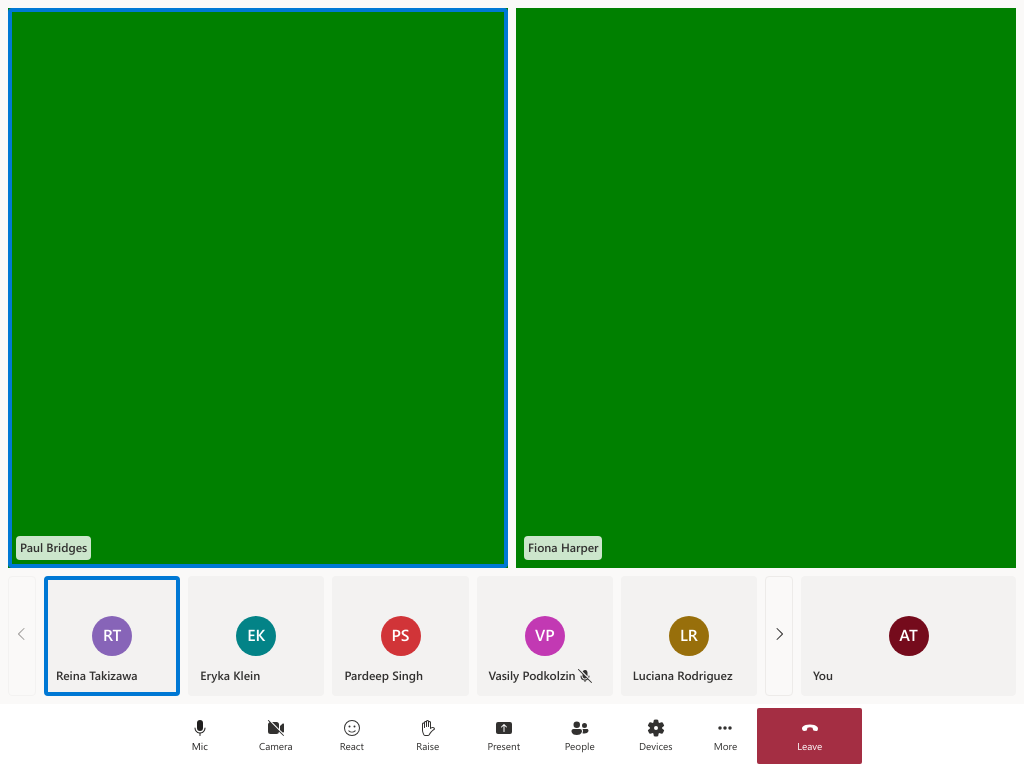 Paul Bridges
Fiona Harper
RT
EK
PS
VP
LR
AT
Reina Takizawa
Eryka Klein
Pardeep Singh
Vasily Podkolzin
Luciana Rodriguez
You
Mic
Camera
React
Raise
Present
People
Devices
More
Leave